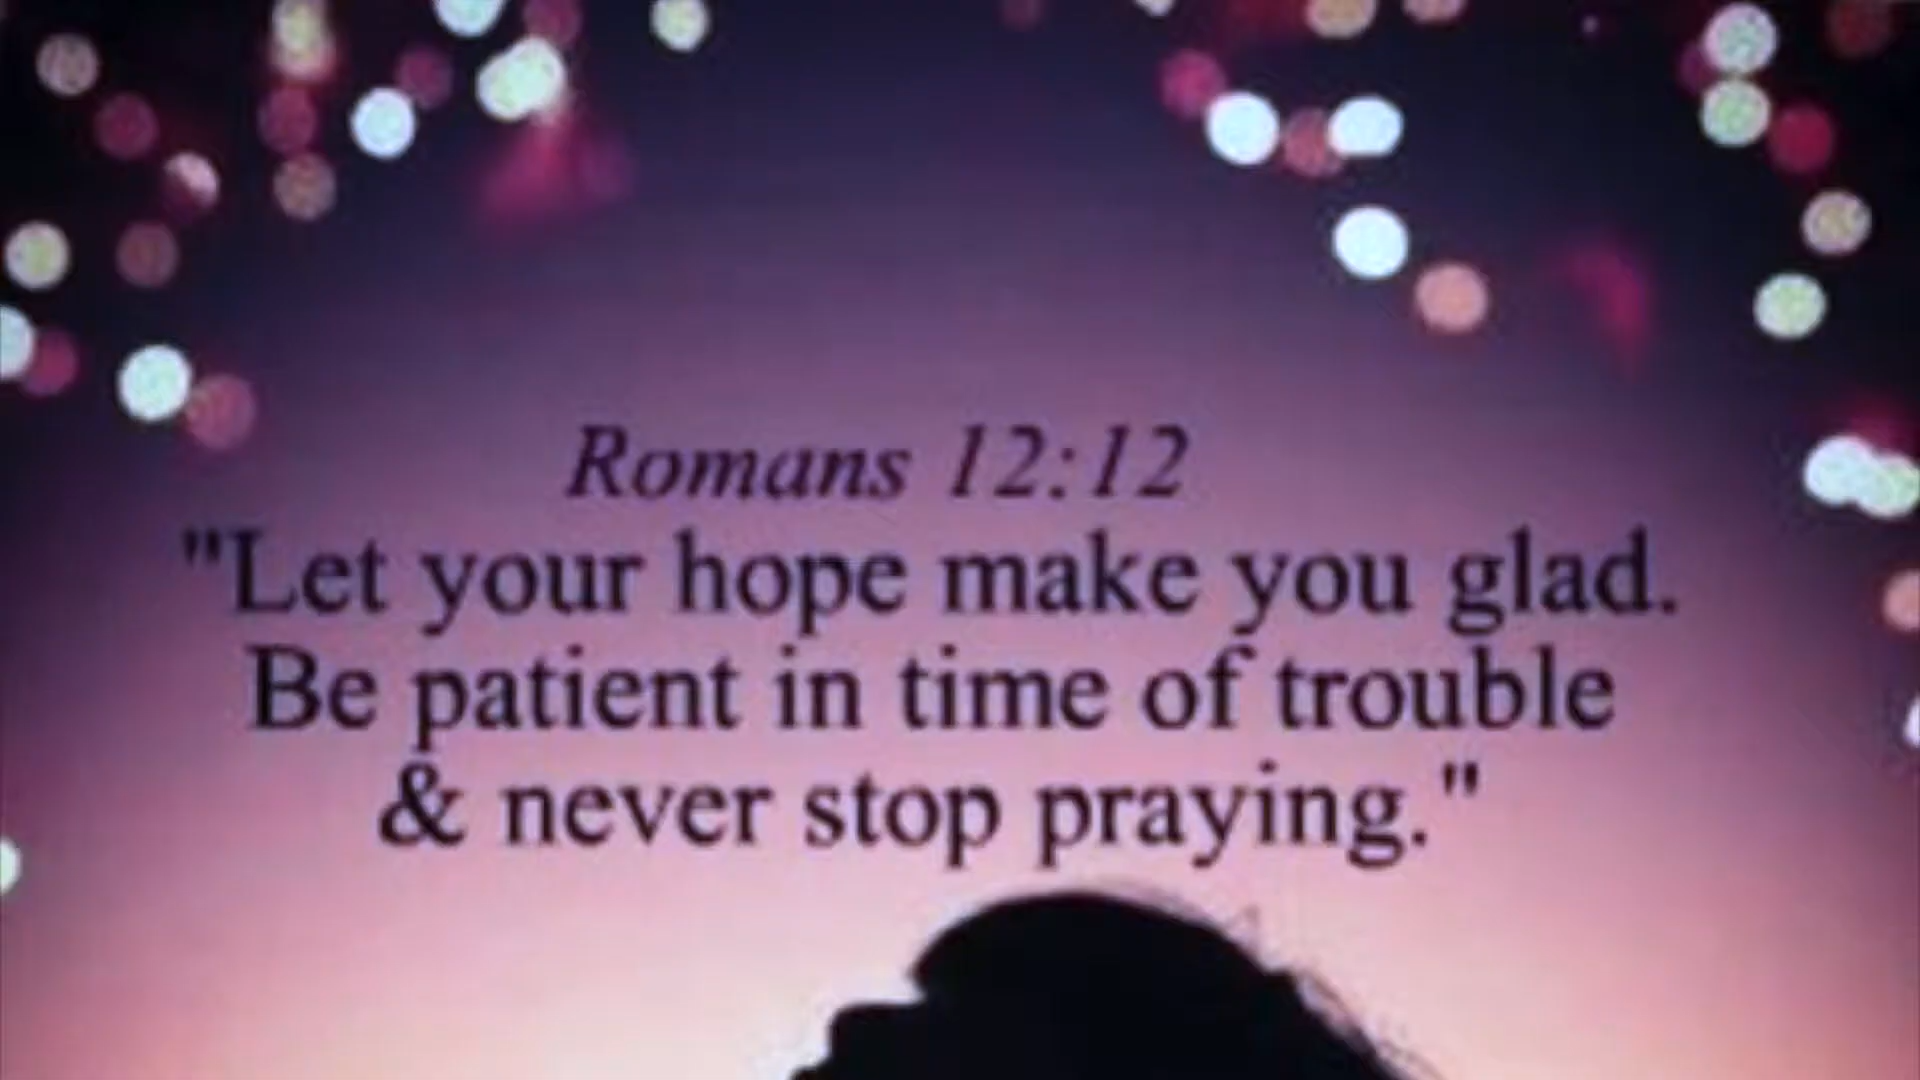 Romans 12:12
"Let your hope make you glad.
Be patient in time of trouble
& never stop praying."